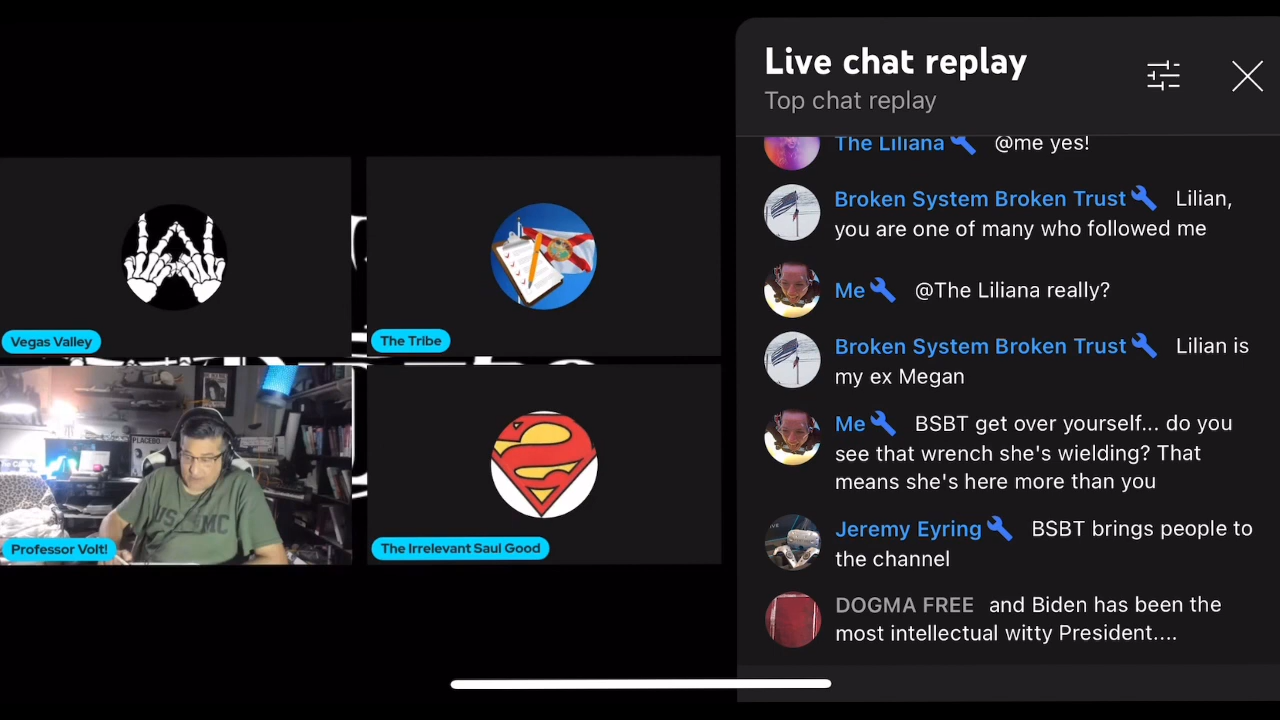 Live chat replay
Top chat replay
The Liliana @me yes!
Broken System Broken Trust Lilian,
you are one of many who followed me
Me @The Liliana really?
Broken System Broken Trust Lilian is
my ex Megan
Me BSBT get over yourself... do you
see that wrench she's wielding? That
means she's here more than you
Jeremy Eyring BSBT brings people to
the channel
DOGMA FREE and Biden has been the
most intellectual witty President....
Vegas Valley
The Tribe
PLACEBO
USMC
Professor Volt!
The Irrelevant Saul Good